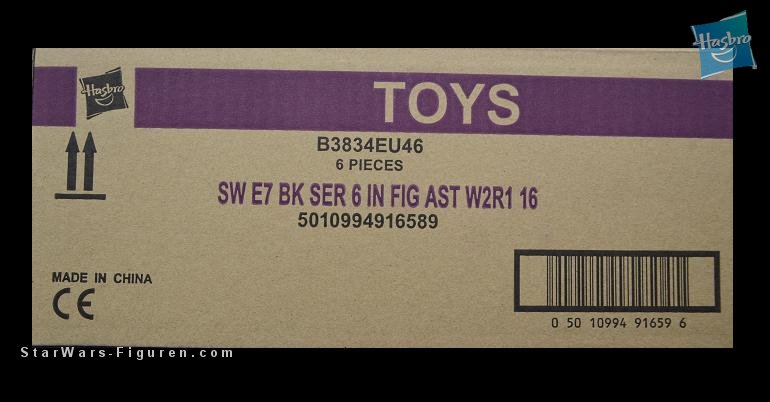 Hasbro
Hasbro
TOYS
B3834EU46
6 PIECES
SW E7 BK SER 6 IN FIG AST W2R1 16
5010994916589
MADE IN CHINA
CE
0 50 10994 91659 6
StarWars-Figuren.com